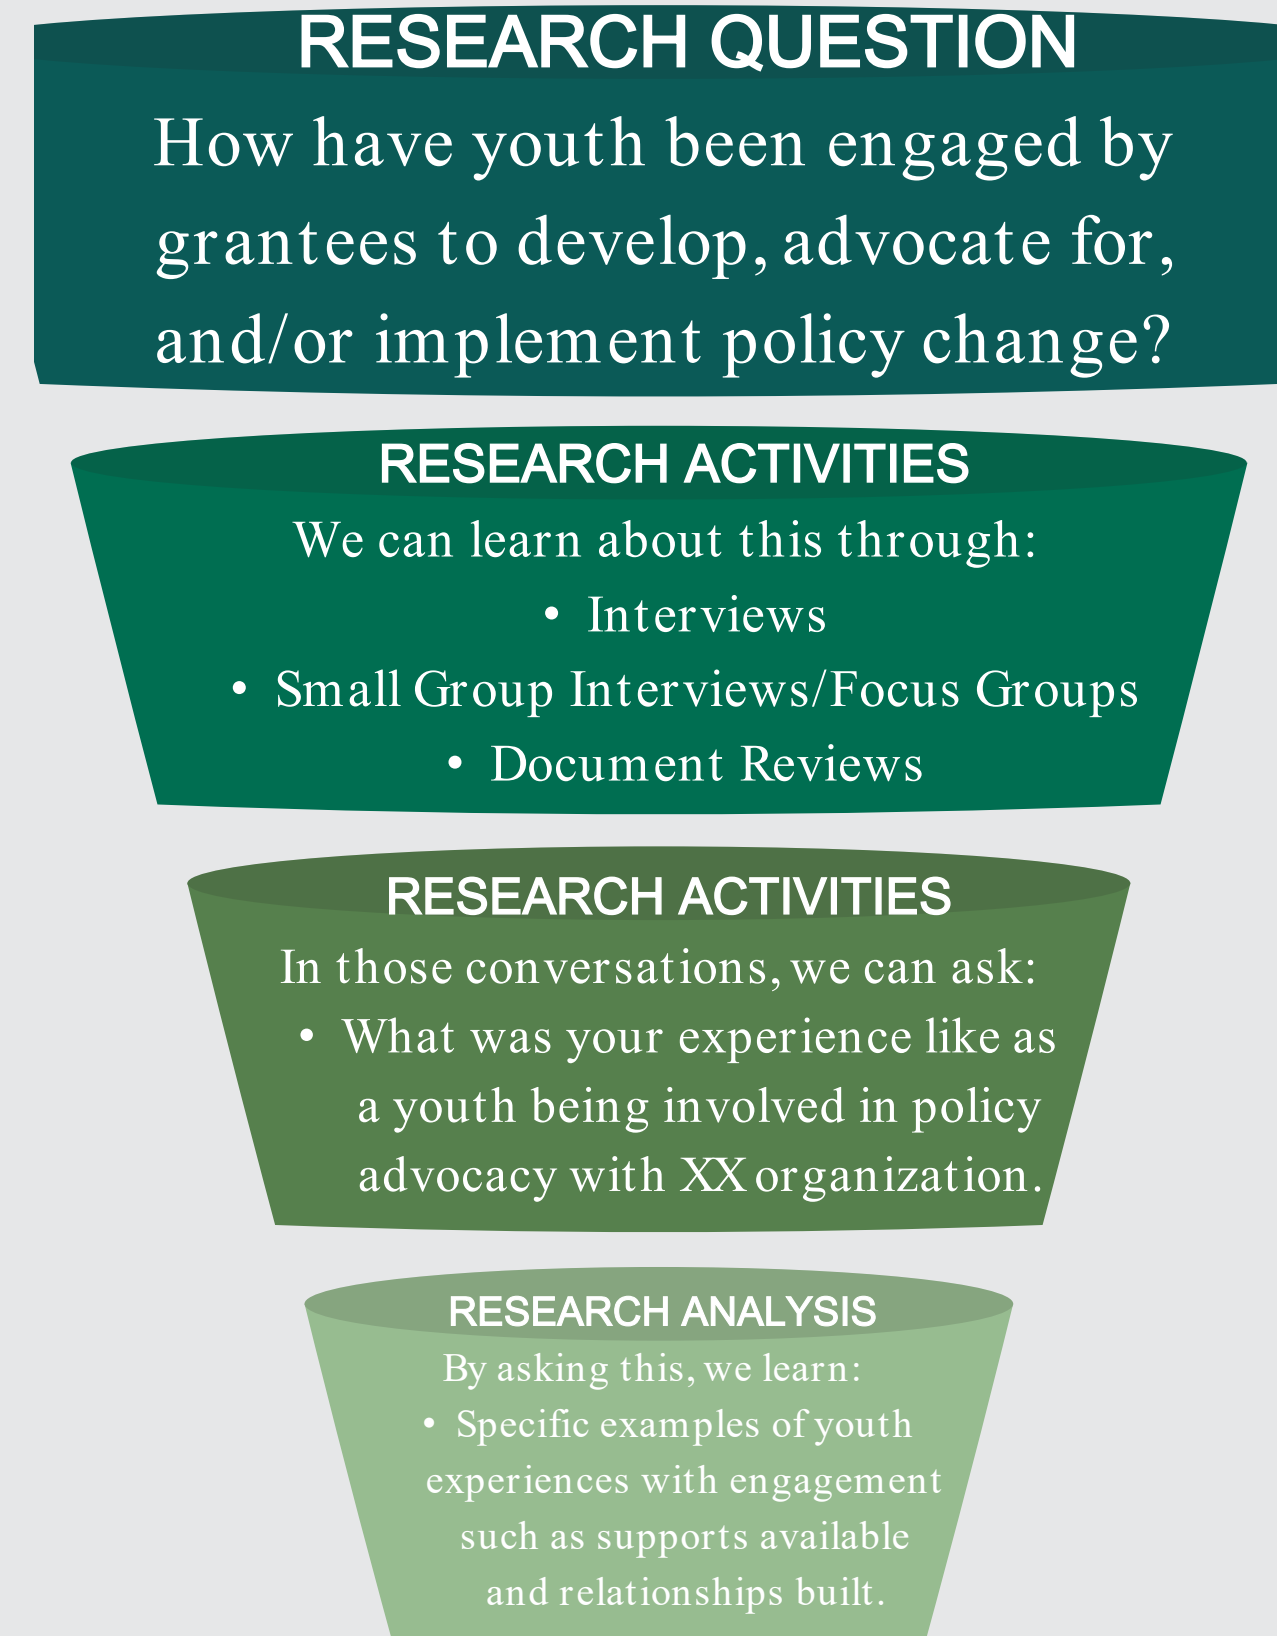 RESEARCH QUESTION
How have youth been engaged by
grantees to develop, advocate for,
and/or implement policy change?
RESEARCH ACTIVITIES
We can learn about this through:
• Interviews
• Small Group Interviews/Focus Groups
• Document Reviews
RESEARCH ACTIVITIES
In those conversations, we can ask:
• What was your experience like as
a youth being involved in policy
advocacy with XX organization.
RESEARCH ANALYSIS
By asking this, we learn:
• Specific examples of youth
experiences with engagement
such as supports available
and relationships built.